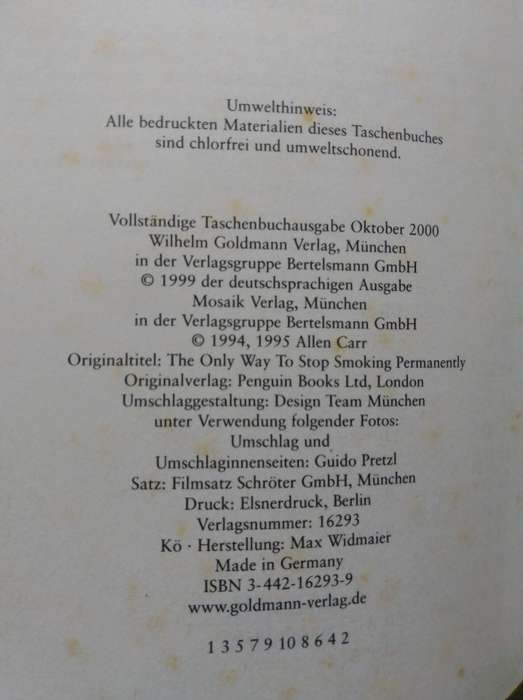 Umwelthinweis:
Alle bedruckten Materialien dieses Taschenbuches
sind chlorfrei und umweltschonend.
Vollständige Taschenbuchausgabe Oktober 2000
Wilhelm Goldmann Verlag, München
in der Verlagsgruppe Bertelsmann GmbH
© 1999 der deutschsprachigen Ausgabe
Mosaik Verlag, München
in der Verlagsgruppe Bertelsmann GmbH
© 1994, 1995 Allen Carr
Originaltitel: The Only Way To Stop Smoking Permanently
Originalverlag: Penguin Books Ltd, London
Umschlaggestaltung: Design Team München
unter Verwendung folgender Fotos:
Umschlag und
Umschlaginnenseiten: Guido Pretzl
Satz: Filmsatz Schröter GmbH, München
Druck: Elsnerdruck, Berlin
Verlagsnummer: 16293
Kö · Herstellung: Max Widmaier
Made in Germany
ISBN 3-442-16293-9
www.goldmann-verlag.de
1 3 5 7 9 10 8 6 4 2